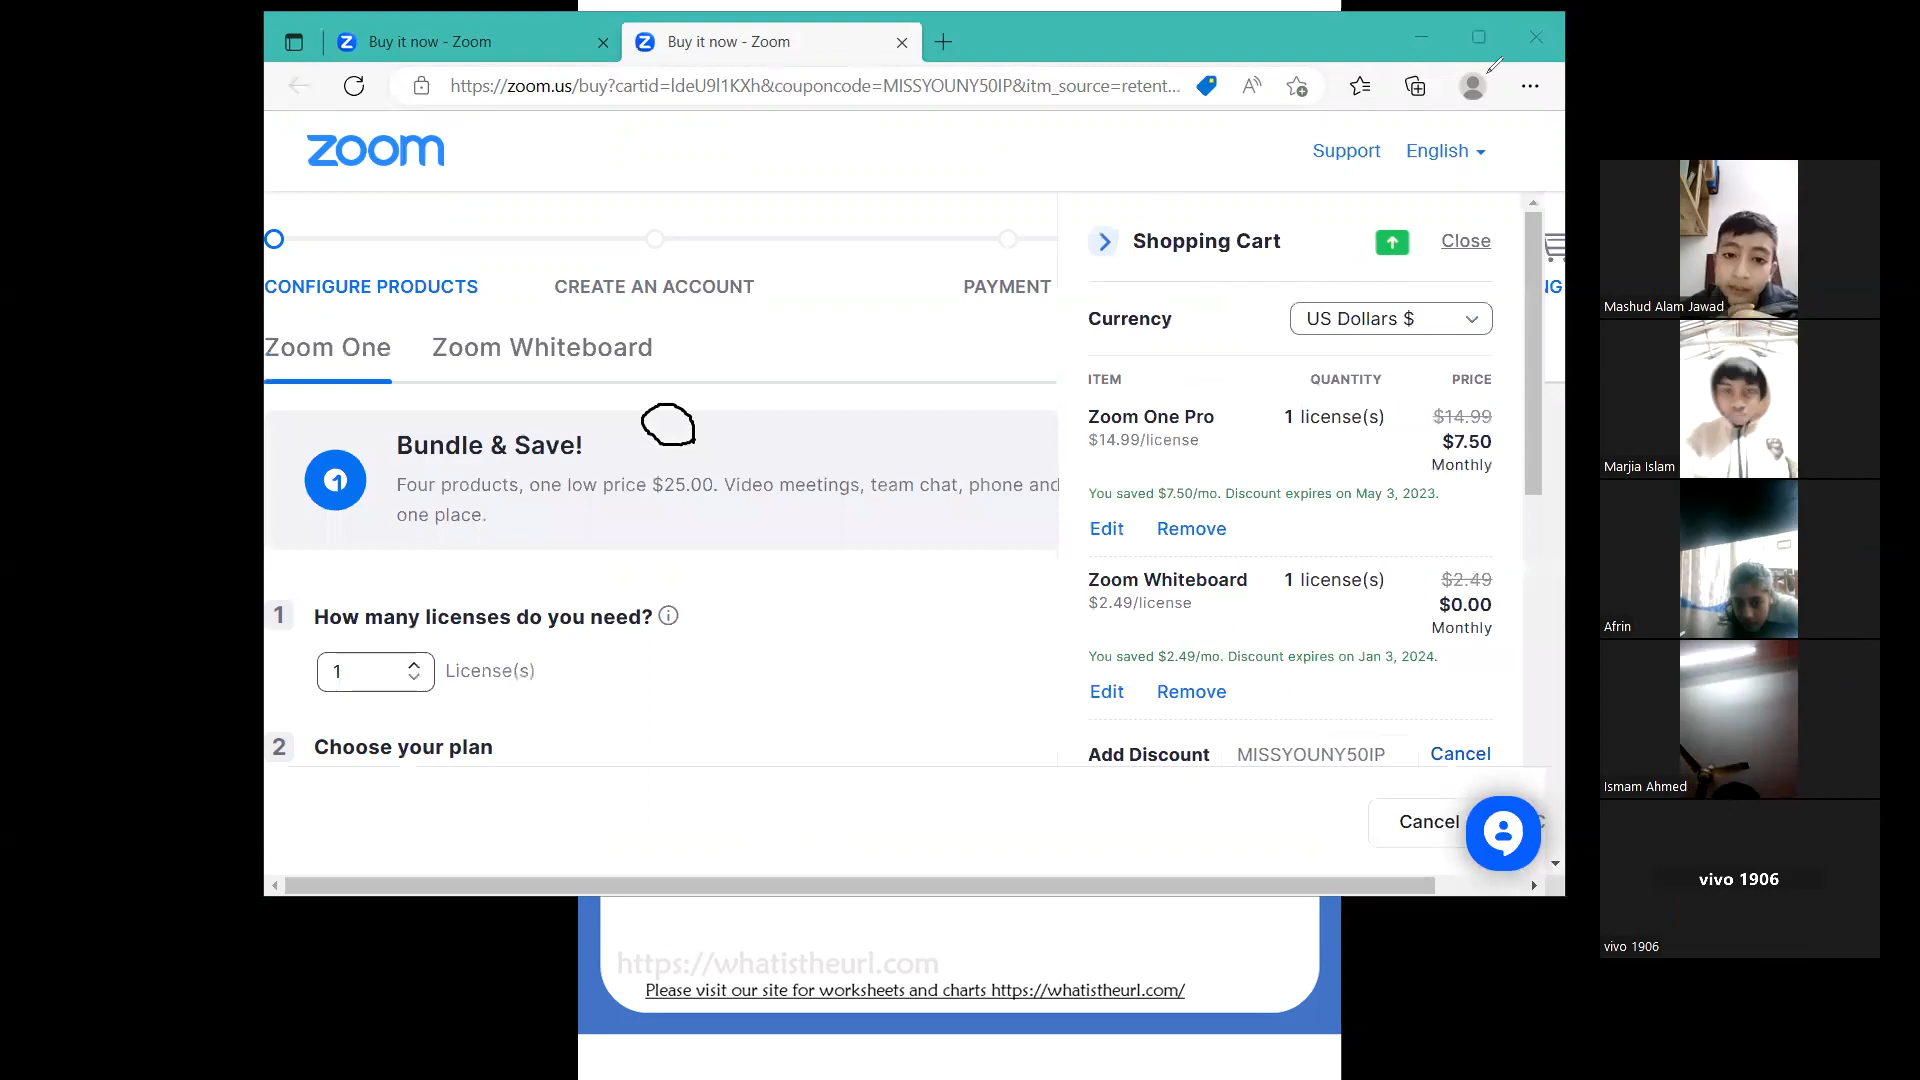 Buy it now - Zoom
Buy it now - Zoom
https://zoom.us/buy?cartid=ldeU9l1KXh&couponcode=MISSYOUNY50IP&itm_source=retent...
zoom
Support
English
CONFIGURE PRODUCTS
CREATE AN ACCOUNT
PAYMENT
NG
Zoom One
Zoom Whiteboard
Bundle & Save!
Four products, one low price $25.00. Video meetings, team chat, phone and
one place.
1 How many licenses do you need?
1 License(s)
2 Choose your plan
Shopping Cart
Close
Currency
US Dollars $
ITEM QUANTITY PRICE
Zoom One Pro 1 license(s) $14.99
$14.99/license $7.50
Monthly
You saved $7.50/mo. Discount expires on May 3, 2023.
Edit Remove
Zoom Whiteboard 1 license(s) $2.49
$2.49/license $0.00
Monthly
You saved $2.49/mo. Discount expires on Jan 3, 2024.
Edit Remove
Add Discount MISSYOUNY50IP Cancel
Cancel
https://whatistheurl.com
Please visit our site for worksheets and charts https://whatistheurl.com/
Mashud Alam Jawad
Marjia Islam
Afrin
Ismam Ahmed
vivo 1906
vivo 1906